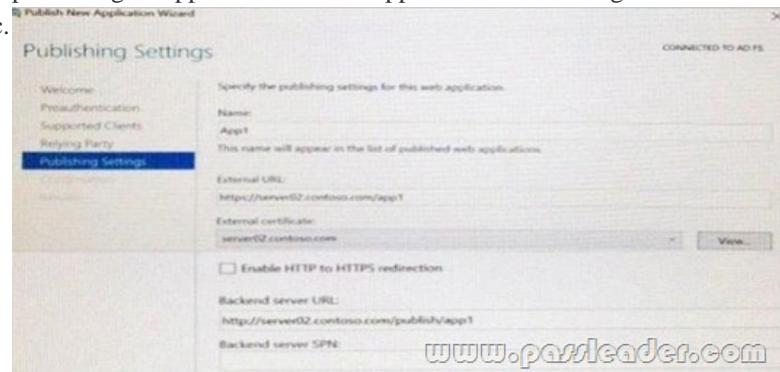 Publish New Application Wizard
c.
Publishing Settings
CONNECTED TO AD FS
Welcome
Preauthentication
Supported Clients
Relying Party
Publishing Settings
Specify the publishing settings for this web application.
Name:
App1
This name will appear in the list of published web applications.
External URL:
https://server02.contoso.com/app1
External certificate:
server02.contoso.com
View...
Enable HTTP to HTTPS redirection
Backend server URL:
http://server02.contoso.com/publish/app1
Backend server SPN:
www.passleader.com